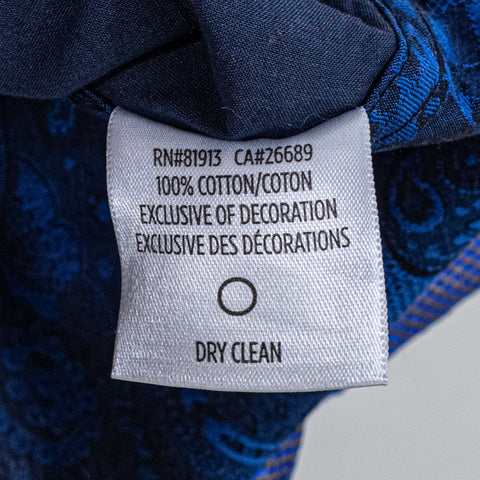 RN#81913 CA#26689
100% COTTON/COTON
EXCLUSIVE OF DECORATION
EXCLUSIVE DES DÉCORATIONS
DRY CLEAN